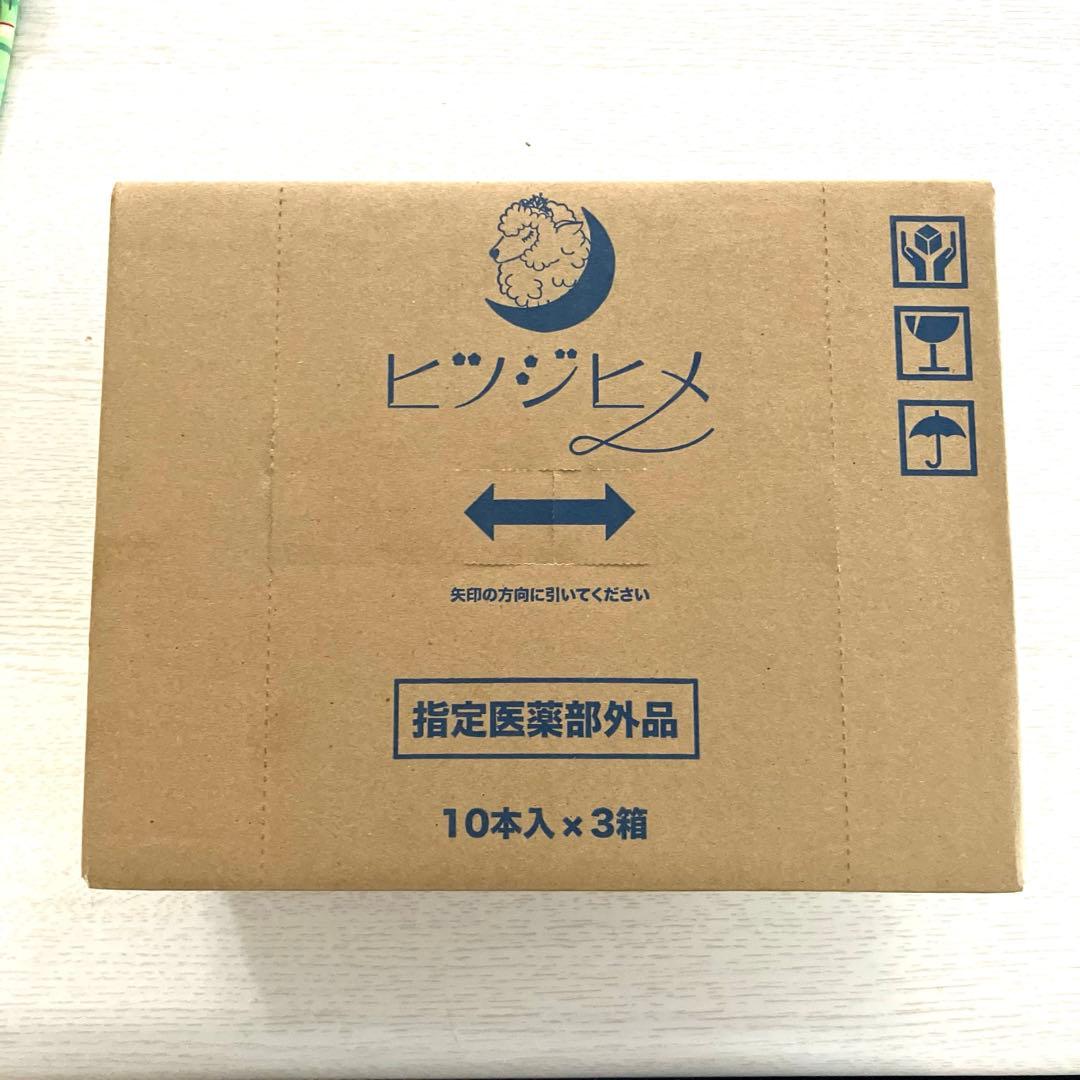 ヒツジヒメ
矢印の方向に引いてください
指定医薬部外品
10本入×3箱